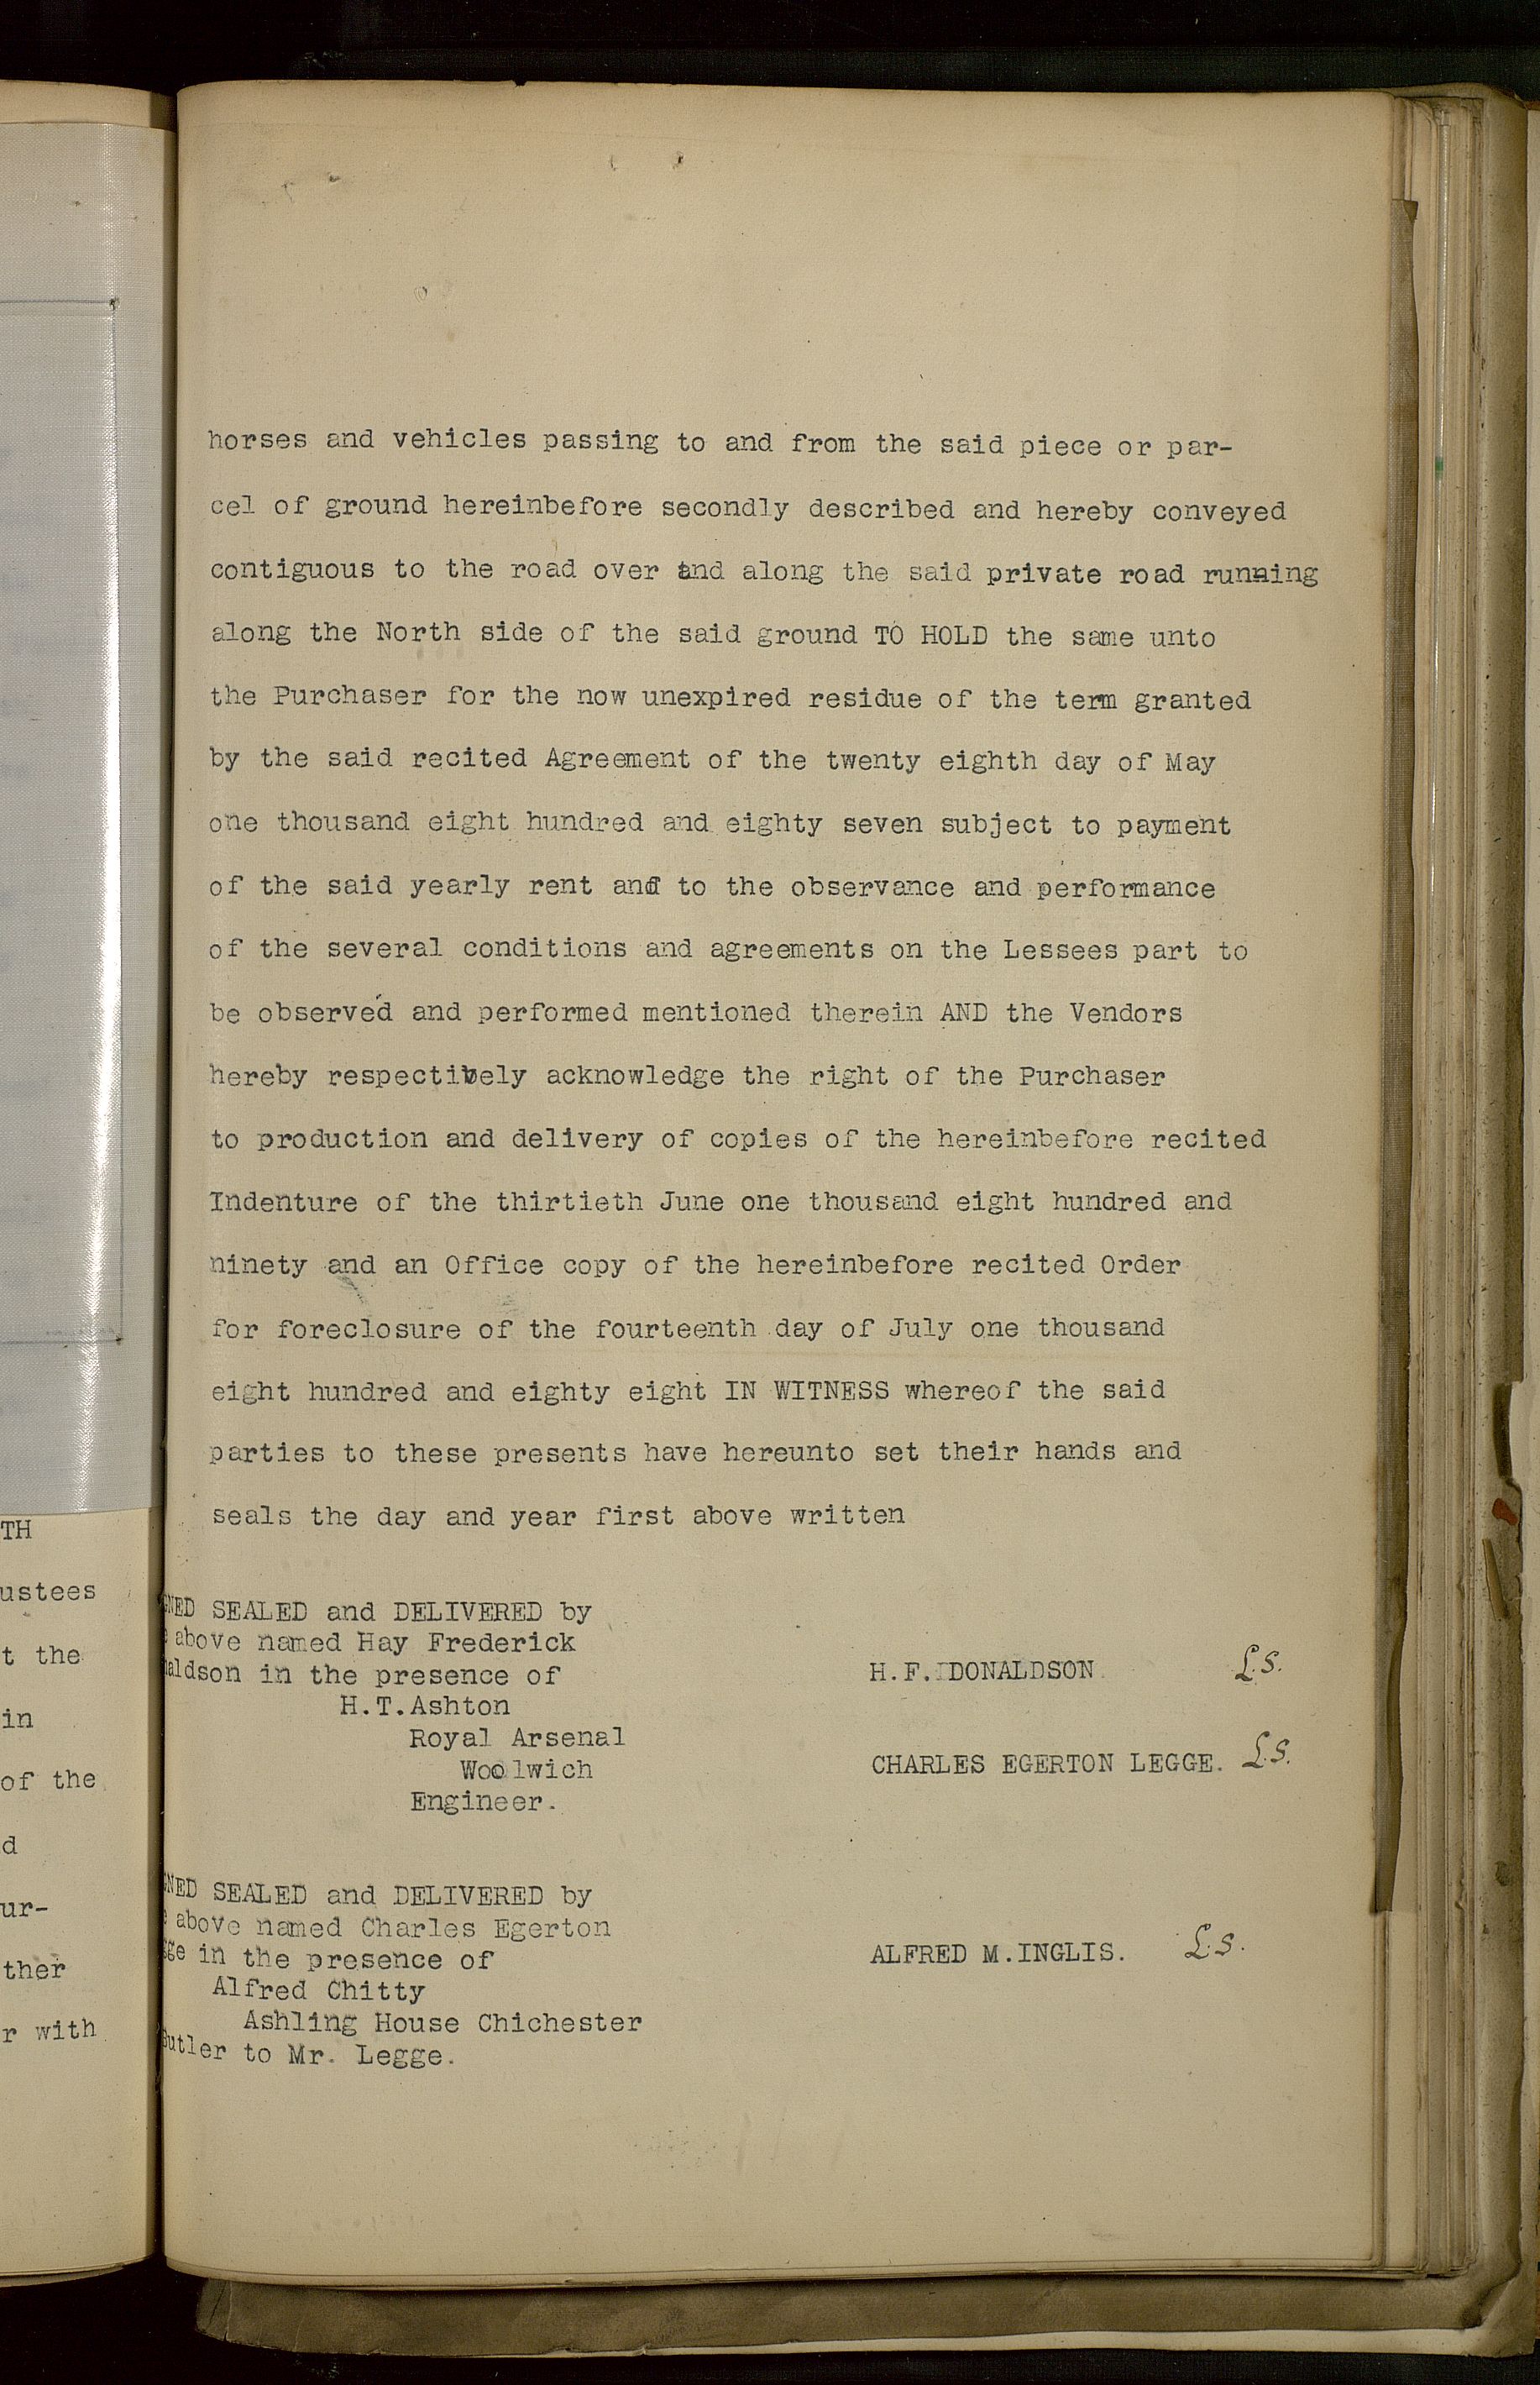 horses and vehicles passing to and from the said piece or par-
cel of ground hereinbefore secondly described and hereby conveyed
contiguous to the road over and along the said private road running
along the North side of the said ground TO HOLD the same unto
the Purchaser for the now unexpired residue of the term granted
by the said recited Agreement of the twenty eighth day of May
one thousand eight hundred and eighty seven subject to payment
of the said yearly rent and to the observance and performance
of the several conditions and agreements on the Lessees part to
be observed and performed mentioned therein AND the Vendors
hereby respectively acknowledge the right of the Purchaser
to production and delivery of copies of the hereinbefore recited
Indenture of the thirtieth June one thousand eight hundred and
ninety and an Office copy of the hereinbefore recited Order
for foreclosure of the fourteenth day of July one thousand
eight hundred and eighty eight IN WITNESS whereof the said
parties to these presents have hereunto set their hands and
seals the day and year first above written
GNED SEALED and DELIVERED by
e above named Hay Frederick
naldson in the presence of
H.T.Ashton
Royal Arsenal
Woolwich
Engineer.
H.F. DONALDSON L.S.
CHARLES EGERTON LEGGE. L.S.
GNED SEALED and DELIVERED by
e above named Charles Egerton
gge in the presence of
Alfred Chitty
Ashling House Chichester
Butler to Mr. Legge.
ALFRED M.INGLIS. L.S.
TH
ustees
t the
in
of the
d
ur-
ther
r with